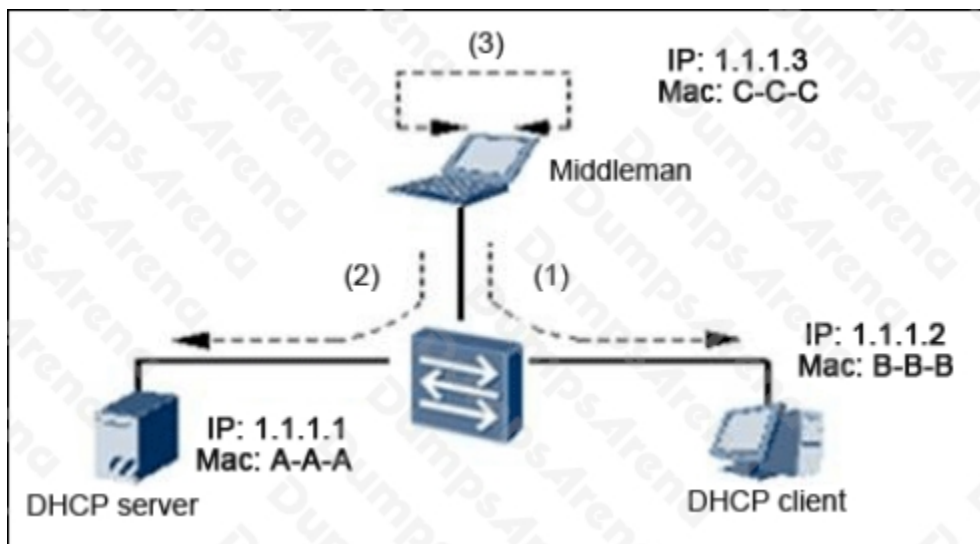 (3)
IP: 1.1.1.3
Mac: C-C-C
Middleman
(2)
(1)
IP: 1.1.1.2
Mac: B-B-B
IP: 1.1.1.1
Mac: A-A-A
DHCP server
DHCP client
DumpsArena